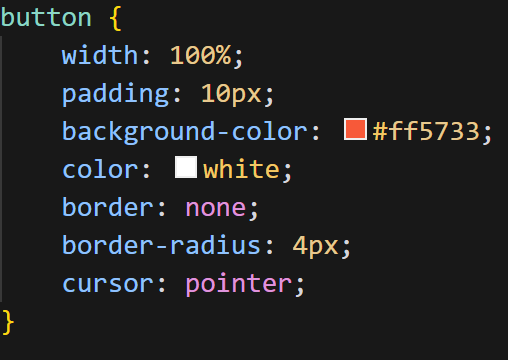 button {
    width: 100%;
    padding: 10px;
    background-color: #ff5733;
    color: white;
    border: none;
    border-radius: 4px;
    cursor: pointer;
}